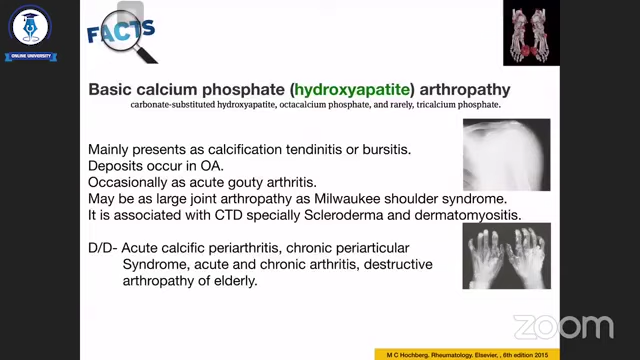 ONLINE UNIVERSITY
FACTS
Basic calcium phosphate (hydroxyapatite) arthropathy
carbonate-substituted hydroxyapatite, octacalcium phosphate, and rarely, tricalcium phosphate.
Mainly presents as calcification tendinitis or bursitis.
Deposits occur in OA.
Occasionally as acute gouty arthritis.
May be as large joint arthropathy as Milwaukee shoulder syndrome.
It is associated with CTD specially Scleroderma and dermatomyositis.
D/D- Acute calcific periarthritis, chronic periarticular
Syndrome, acute and chronic arthritis, destructive
arthropathy of elderly.
zoom
M C Hochberg. Rheumatology. Elsevier, , 6th edition 2015